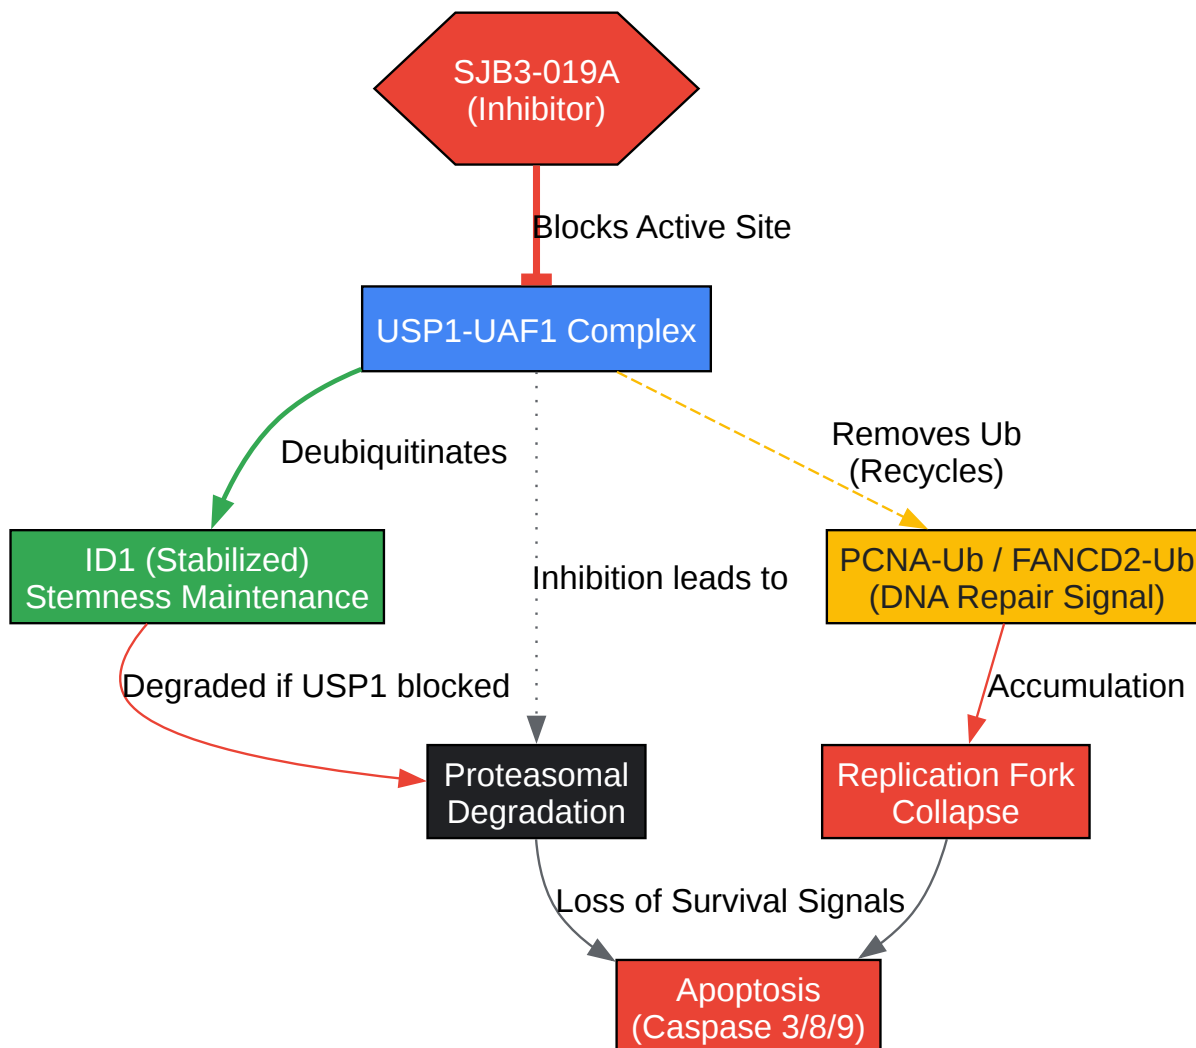 SJB3-019A
(Inhibitor)
Blocks Active Site
USP1-UAF1 Complex
Deubiquitinates
Removes Ub
(Recycles)
ID1 (Stabilized)
Stemness Maintenance
Inhibition leads to
PCNA-Ub / FANCD2-Ub
(DNA Repair Signal)
Degraded if USP1 blocked
Accumulation
Proteasomal
Degradation
Replication Fork
Collapse
Loss of Survival Signals
Apoptosis
(Caspase 3/8/9)